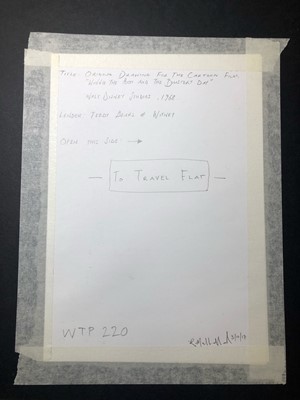 Title: Original Drawing For The Cartoon Film
"Winnie The Pooh And The Blustery Day"
Walt Disney Studios, 1968
Lender:
Open this side: →
— To Travel Flat —
WTP 220